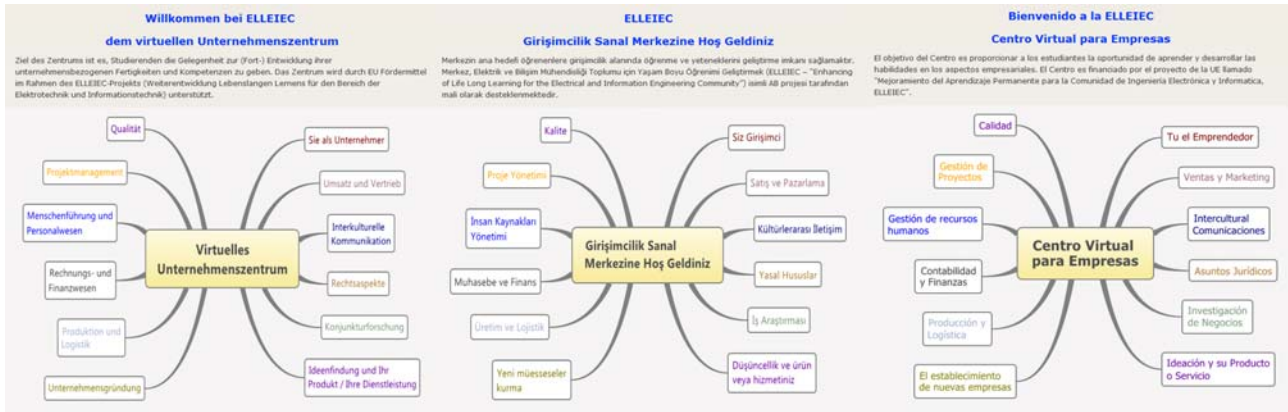 Willkommen bei ELLEIEC
dem virtuellen Unternehmenszentrum
Ziel des Zentrums ist es, Studierenden die Gelegenheit zur (Fort-) Entwicklung ihrer
unternehmensbezogenen Fertigkeiten und Kompetenzen zu geben. Das Zentrum wird durch EU Fördermittel
im Rahmen des ELLEIEC-Projekts (Weiterentwicklung Lebenslangen Lernens für den Bereich der
Elektrotechnik und Informationstechnik) unterstützt.
Qualität
Projektmanagement
Menschenführung und
Personalwesen
Rechnungs- und
Finanzwesen
Produktion und
Logistik
Unternehmensgründung
Virtuelles
Unternehmenszentrum
Sie als Unternehmer
Umsatz und Vertrieb
Interkulturelle
Kommunikation
Rechtsaspekte
Konjunkturforschung
Ideenfindung und Ihr
Produkt / Ihre Dienstleistung
ELLEIEC
Girişimcilik Sanal Merkezine Hoş Geldiniz
Merkezin ana hedefi öğrencilere girişimcilik alanında öğrenme ve yeteneklerini geliştirme imkanı sağlamaktır.
Merkez, Elektrik ve Bilişim Mühendisliği Toplumu için Yaşam Boyu Öğrenimi Geliştirmek (ELLEIEC – "Enhancing
of Life Long Learning for the Electrical and Information Engineering Community") isimli AB projesi tarafından
mali olarak desteklenmektedir.
Kalite
Proje Yönetimi
İnsan Kaynakları
Yönetimi
Muhasebe ve Finans
Üretim ve Lojistik
Yeni müesseseler
kurma
Girişimcilik Sanal
Merkezine Hoş Geldiniz
Siz Girişimci
Satış ve Pazarlama
Kültürlerarası İletişim
Yasal Hususlar
İş Araştırması
Düşüncellik ve ürün
veya hizmetiniz
Bienvenido a la ELLEIEC
Centro Virtual para Empresas
El objetivo del Centro es proporcionar a los estudiantes la oportunidad de aprender y desarrollar las
habilidades en los aspectos empresariales. El Centro es financiado por el proyecto de la UE llamado
"Mejoramiento del Aprendizaje Permanente para la Comunidad de Ingeniería Electrónica y Informatica,
ELLEIEC".
Calidad
Gestión de
Proyectos
Gestión de recursos
humanos
Contabilidad
y Finanzas
Producción y
Logística
El establecimiento
de nuevas empresas
Centro Virtual
para Empresas
Tu el Emprendedor
Ventas y Marketing
Intercultural
Comunicaciones
Asuntos Jurídicos
Investigación
de Negocios
Ideación y su Producto
o Servicio